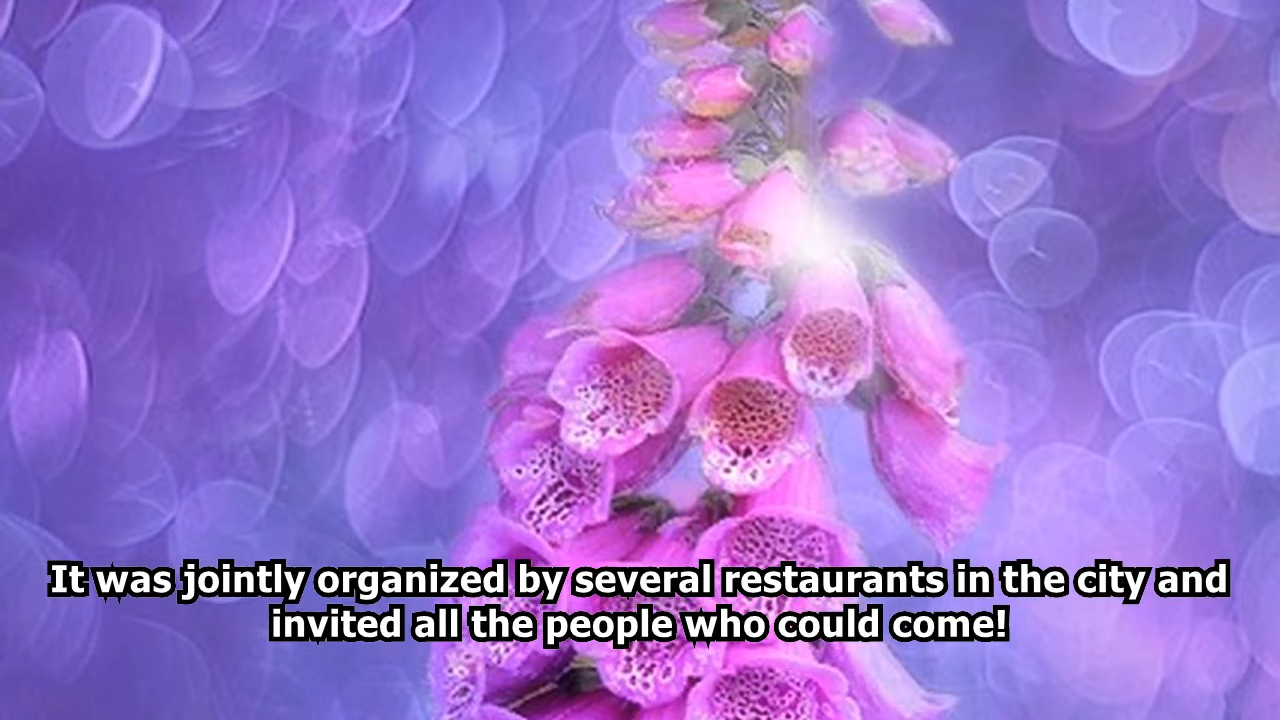 It was jointly organized by several restaurants in the city and
invited all the people who could come!